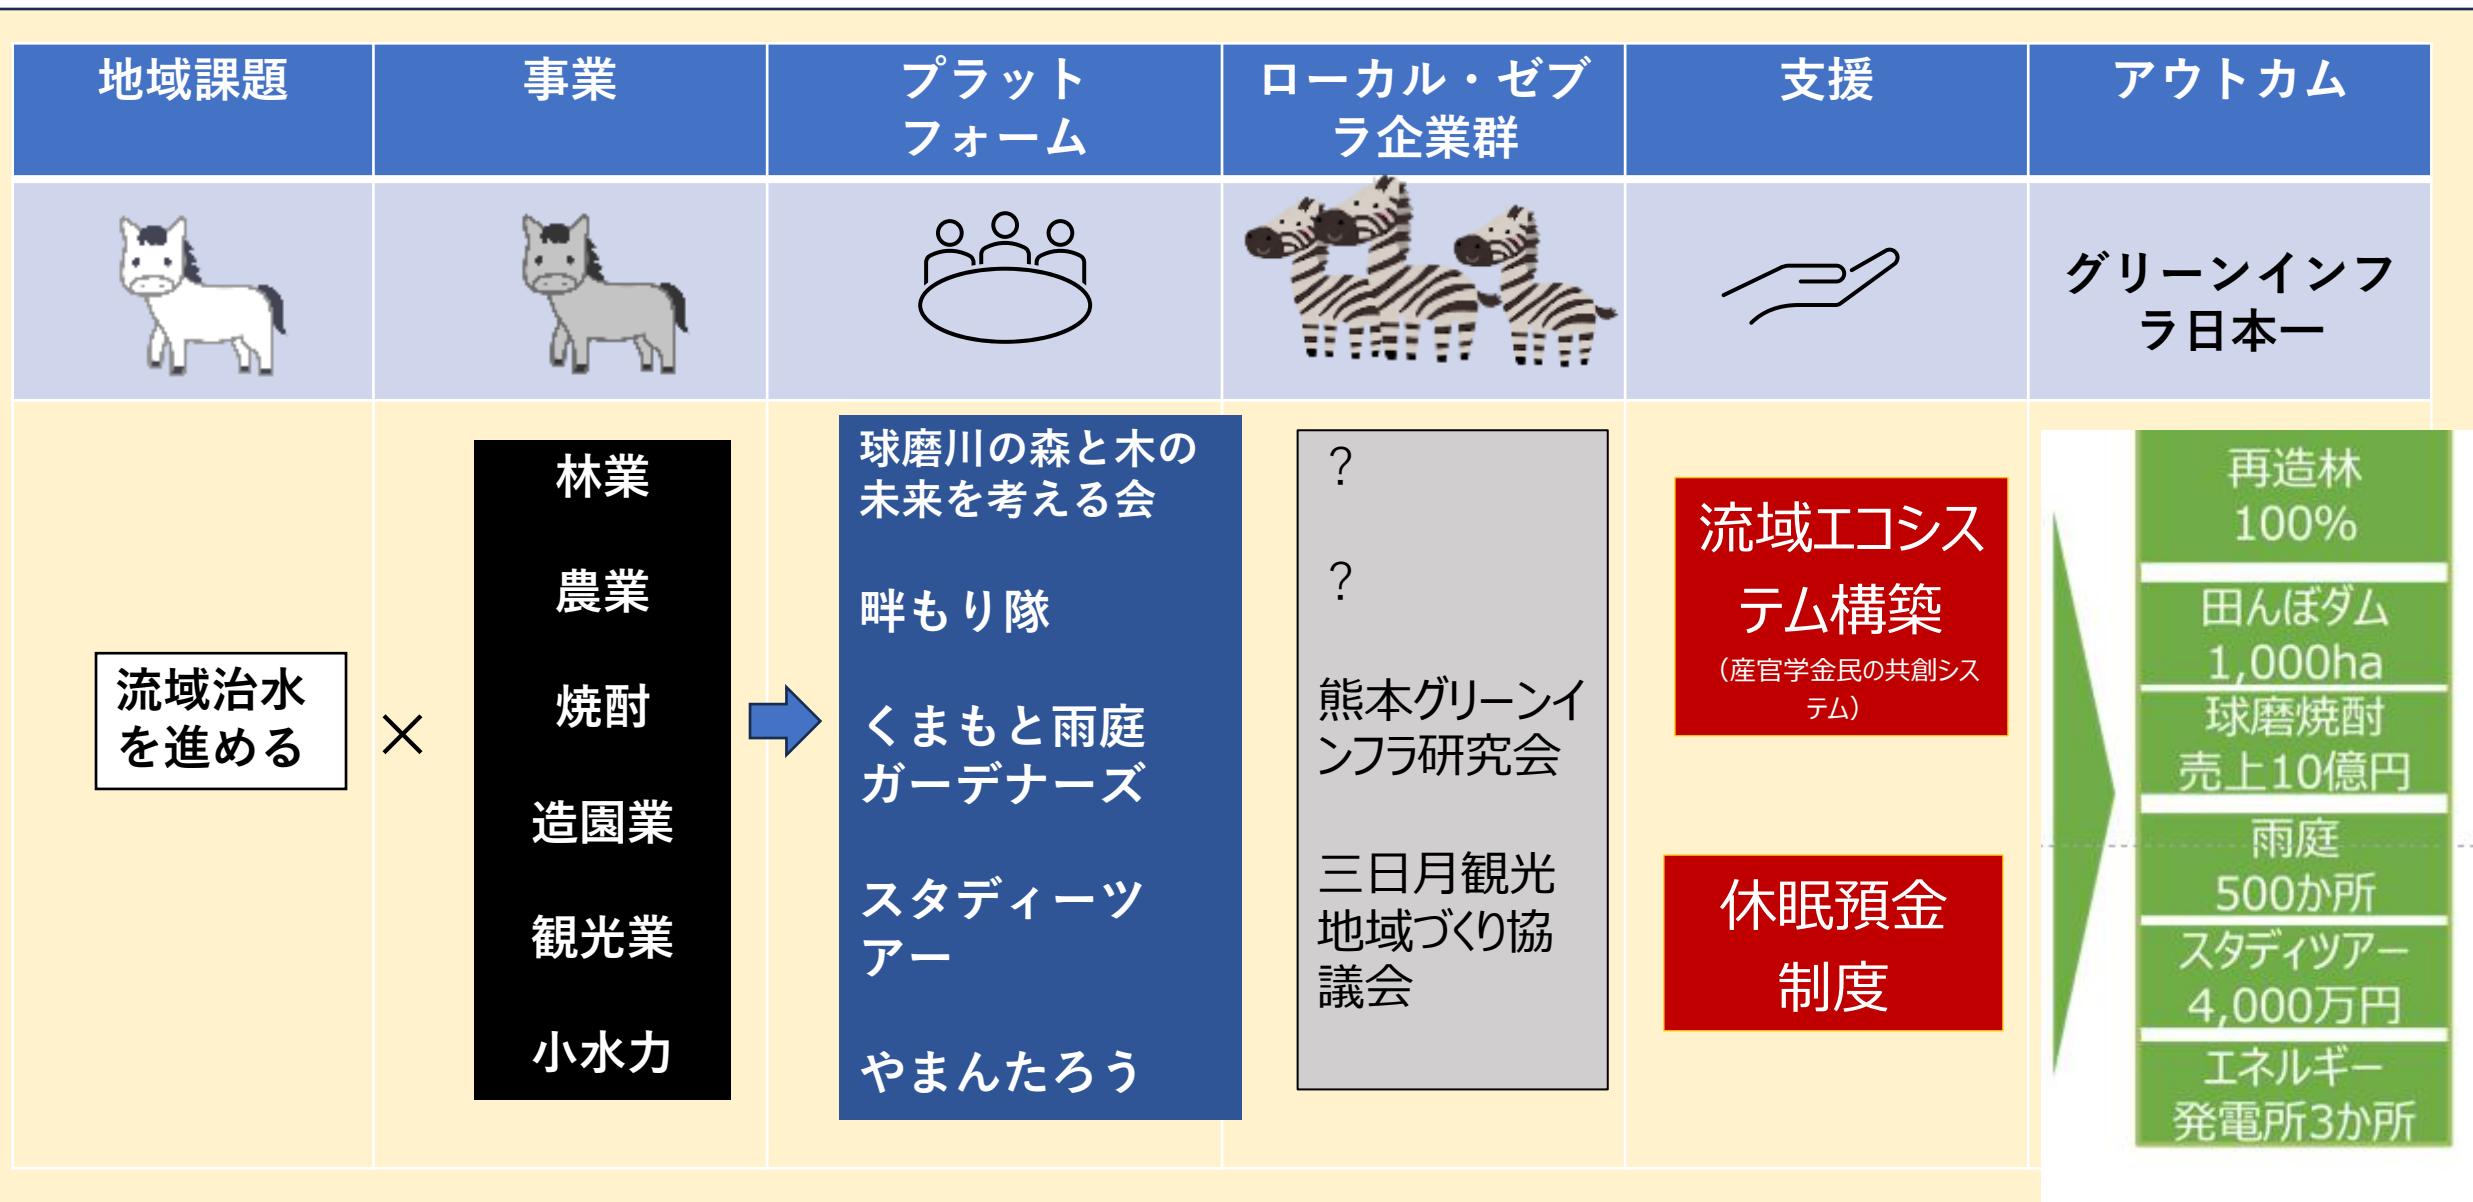 地域課題
事業
プラット
フォーム
ローカル・ゼブ
ラ企業群
支援
アウトカム
グリーンインフ
ラ日本一
流域治水
を進める
×
林業
農業
焼酎
造園業
観光業
小水力
球磨川の森と木の
未来を考える会
畔もり隊
くまもと雨庭
ガーデナーズ
スタディーツ
アー
やまんたろう
？
？
熊本グリーンイ
ンフラ研究会
三日月観光
地域づくり協
議会
流域エコシス
テム構築
（産官学金民の共創シス
テム）
休眠預金
制度
再造林
100%
田んぼダム
1,000ha
球磨焼酎
売上10億円
雨庭
500か所
スタディツアー
4,000万円
エネルギー
発電所3か所